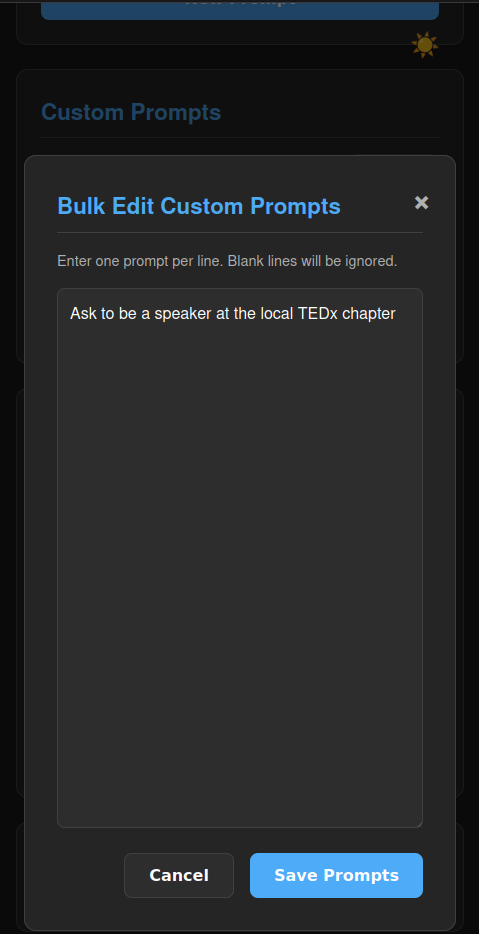 Custom Prompts
Bulk Edit Custom Prompts
×
Enter one prompt per line. Blank lines will be ignored.
Ask to be a speaker at the local TEDx chapter
Cancel
Save Prompts